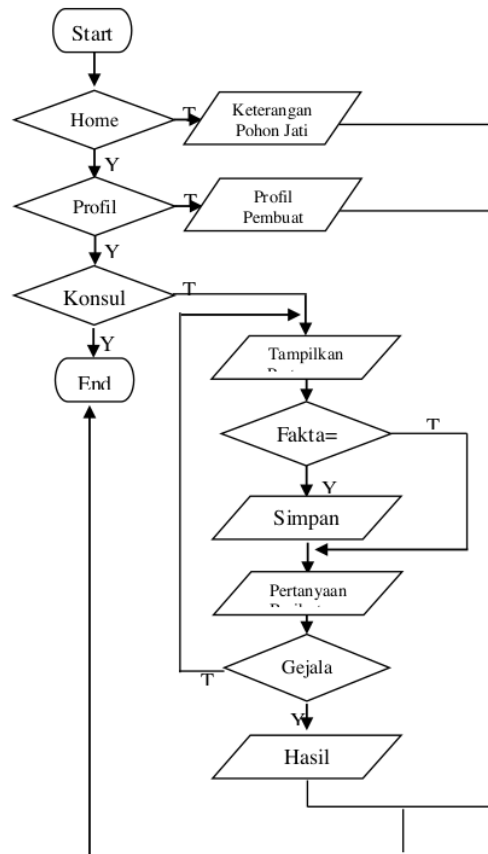 Start
Home
T
Keterangan
Pohon Jati
Y
Profil
T
Profil
Pembuat
Y
Konsul
T
Y
End
Tampilkan
Fakta=
T
Y
Simpan
Pertanyaan
Gejala
T
Y
Hasil